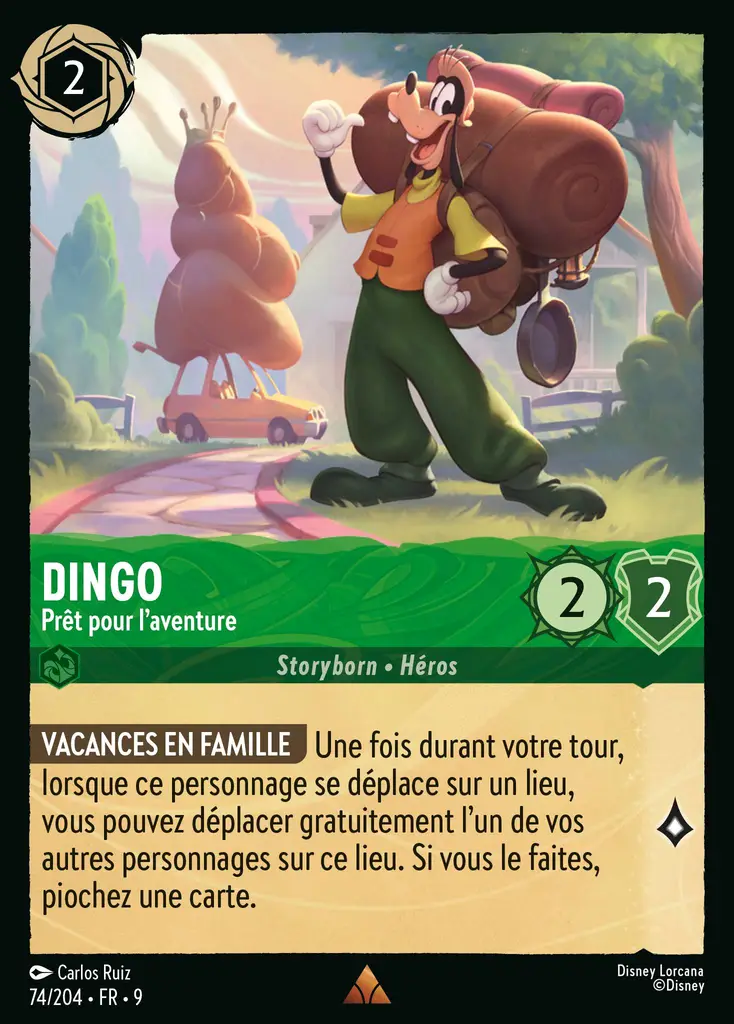 2
DINGO
Prêt pour l'aventure
2
2
Storyborn • Héros
VACANCES EN FAMILLE Une fois durant votre tour,
lorsque ce personnage se déplace sur un lieu,
vous pouvez déplacer gratuitement l'un de vos
autres personnages sur ce lieu. Si vous le faites,
piochez une carte.
Carlos Ruiz
74/204 • FR • 9
Disney Lorcana
©Disney